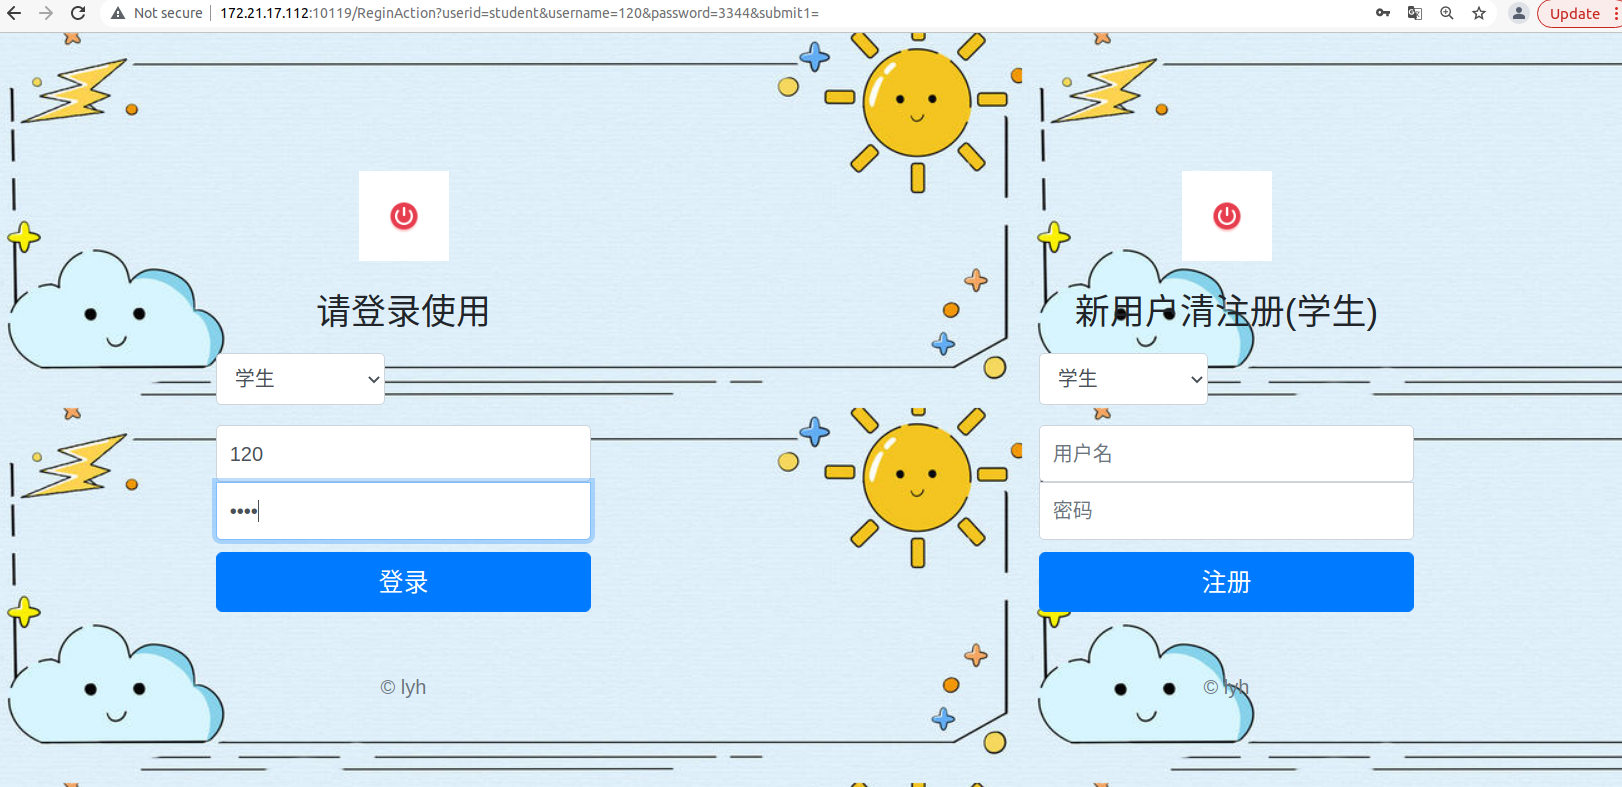 Not secure 172.21.17.112:10119/ReginAction?userid=student&username=120&password=3344&submit1=
Update
请登录使用
学生
120
••••
登录
© lyh
新用户清注册(学生)
学生
用户名
密码
注册
© lyh